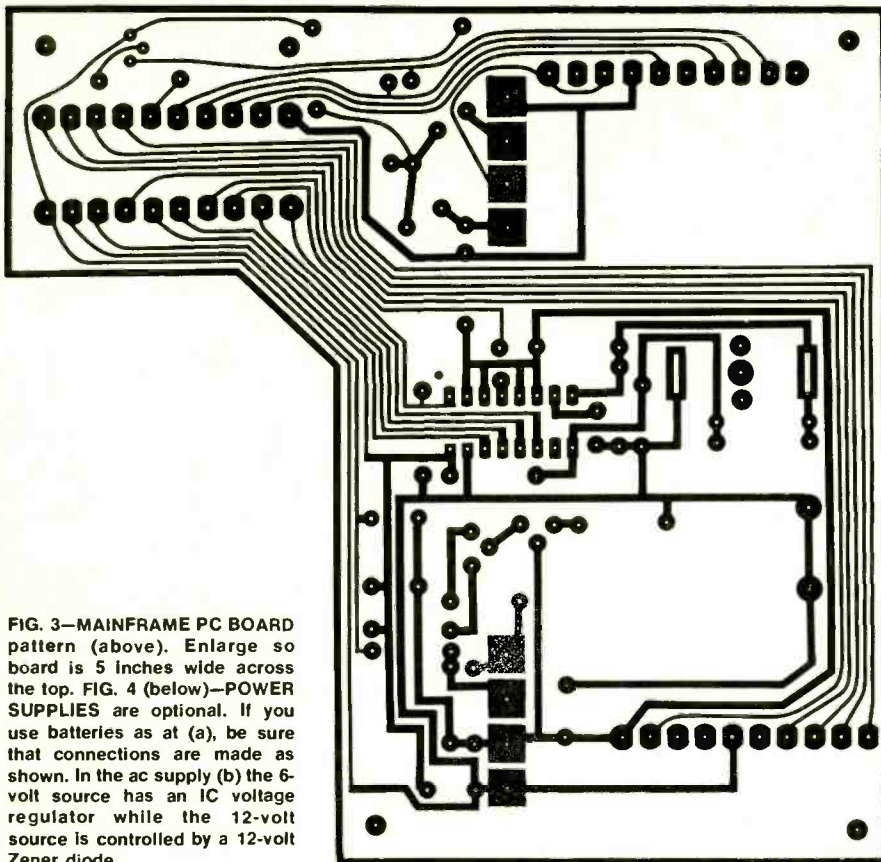 FIG. 3—MAINFRAME PC BOARD
pattern (above). Enlarge so
board is 5 inches wide across
the top. FIG. 4 (below)—POWER
SUPPLIES are optional. If you
use batteries as at (a), be sure
that connections are made as
shown. In the ac supply (b) the 6-
volt source has an IC voltage
regulator while the 12-volt
source is controlled by a 12-volt
Zener diode